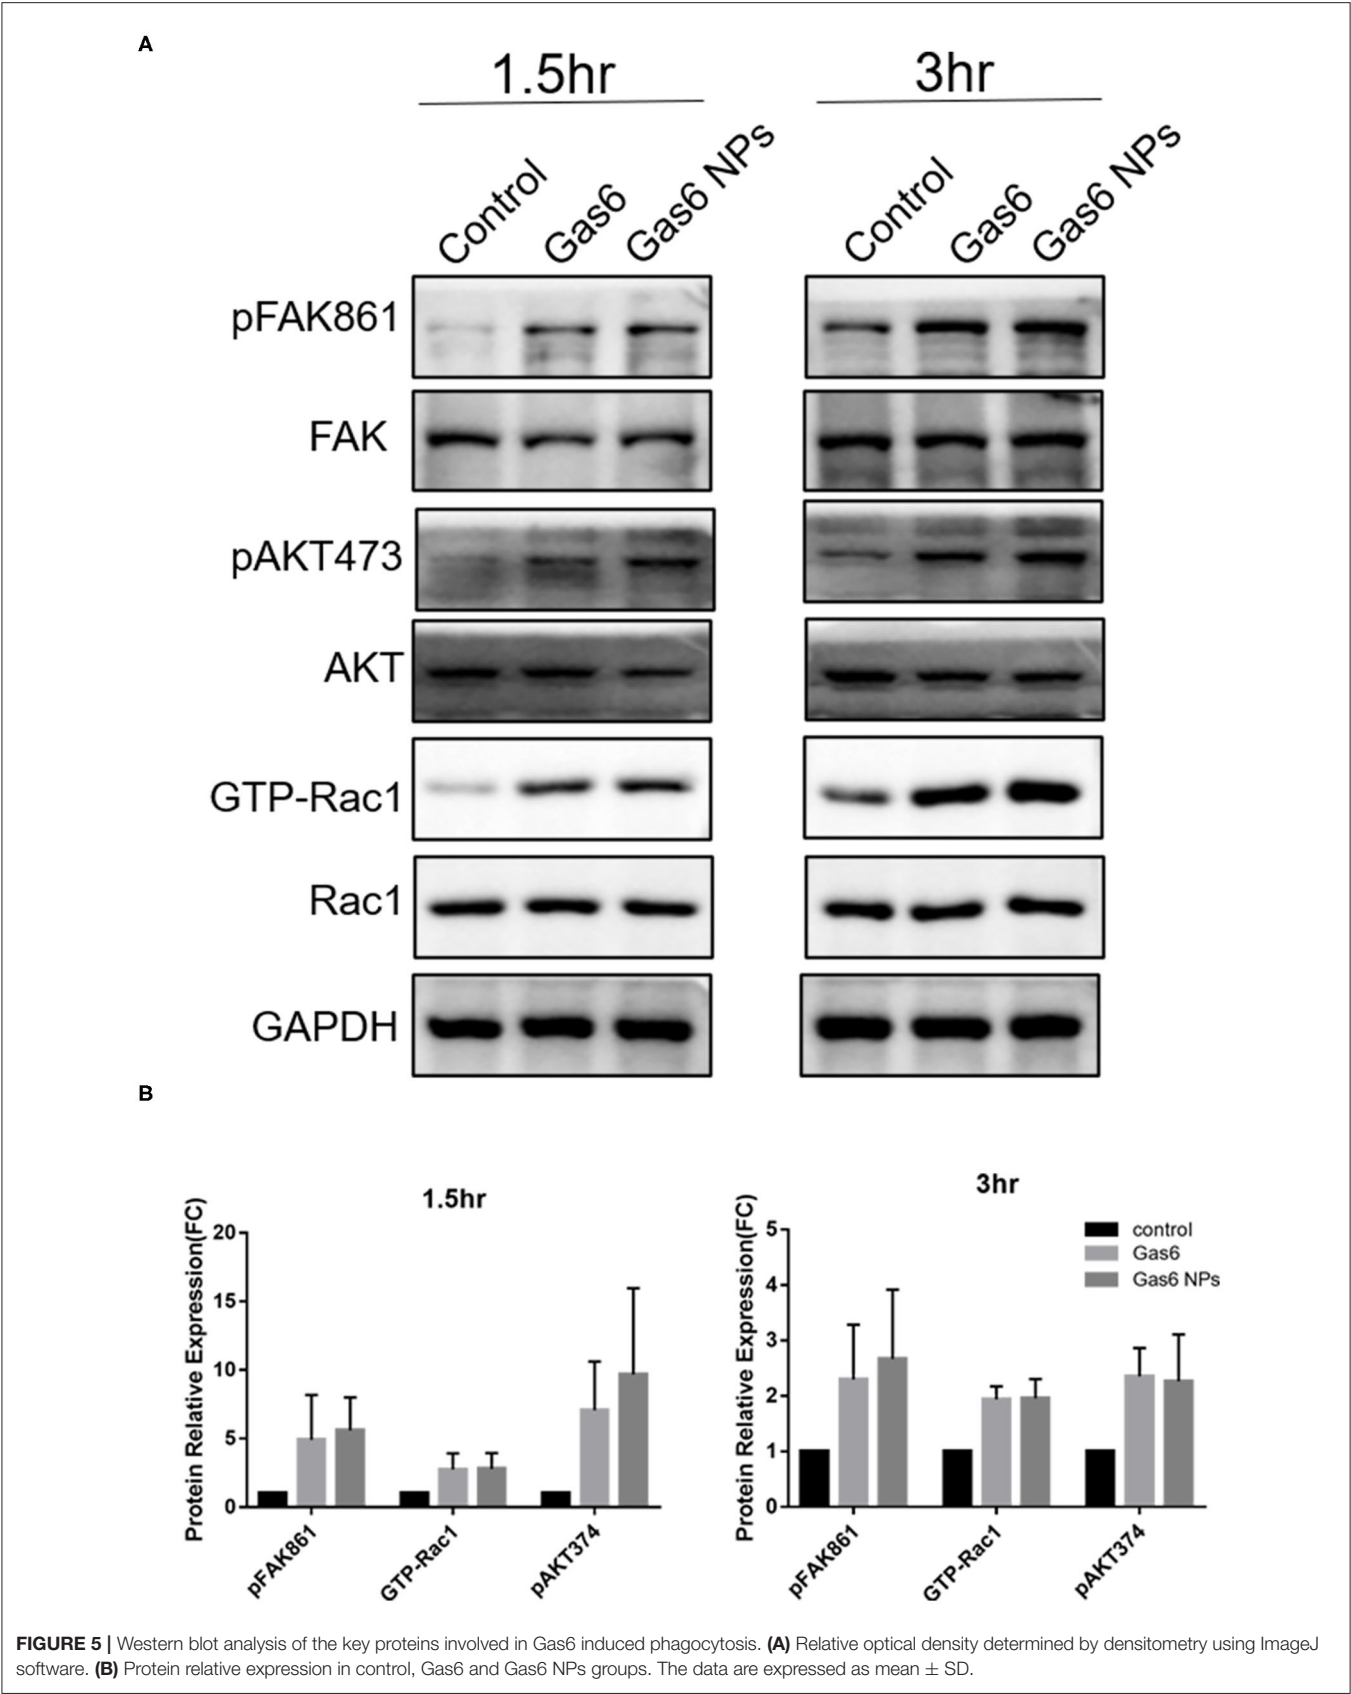 A
1.5hr
3hr
Control
Gas6
Gas6 NPs
Control
Gas6
Gas6 NPs
pFAK861
FAK
pAKT473
AKT
GTP-Rac1
Rac1
GAPDH
B
1.5hr
Protein Relative Expression(FC)
20
15
10
5
0
pFAK861
GTP-Rac1
pAKT374
3hr
Protein Relative Expression(FC)
5
4
3
2
1
0
pFAK861
GTP-Rac1
pAKT374
control
Gas6
Gas6 NPs
FIGURE 5 | Western blot analysis of the key proteins involved in Gas6 induced phagocytosis. (A) Relative optical density determined by densitometry using ImageJ
software. (B) Protein relative expression in control, Gas6 and Gas6 NPs groups. The data are expressed as mean ± SD.